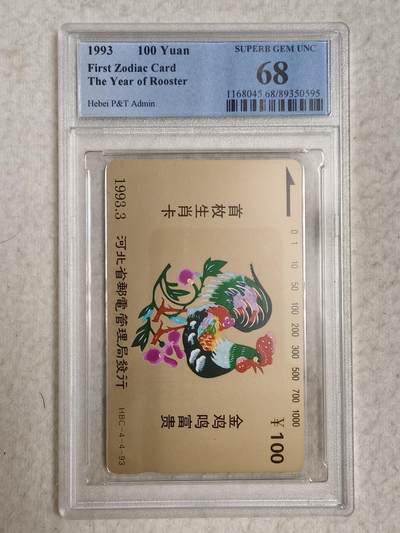 1993 100 Yuan
First Zodiac Card
The Year of Rooster
Hebei P&T Admin
SUPERB GEM UNC
68
1168045.68/89350595
首枚生肖卡
0 1 10 50 100 200 300 500 700 1000
金鸡鸣富贵
¥100
1993.3 河北省郵電管理局發行
HBC-4-4-93